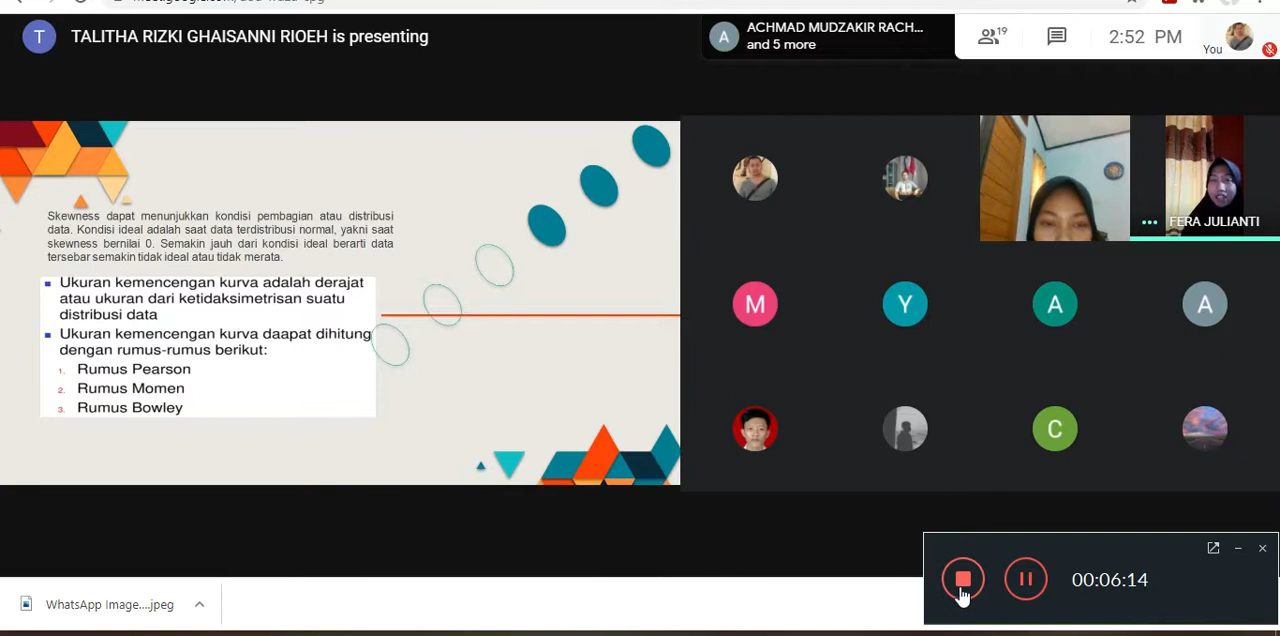 T
TALITHA RIZKI GHAISANNI RIOEH is presenting
A
ACHMAD MUDZAKIR RACH...
and 5 more
19
2:52 PM
You
Skewness dapat menunjukkan kondisi pembagian atau distribusi
data. Kondisi ideal adalah saat data terdistribusi normal, yakni saat
skewness bernilai 0. Semakin jauh dari kondisi ideal berarti data
tersebar semakin tidak ideal atau tidak merata.
Ukuran kemencengan kurva adalah derajat
atau ukuran dari ketidaksimetrisan suatu
distribusi data
Ukuran kemencengan kurva daapat dihitung
dengan rumus-rumus berikut:
1. Rumus Pearson
2. Rumus Momen
3. Rumus Bowley
FERA JULIANTI
M
Y
A
A
C
00:06:14
WhatsApp Image....jpeg